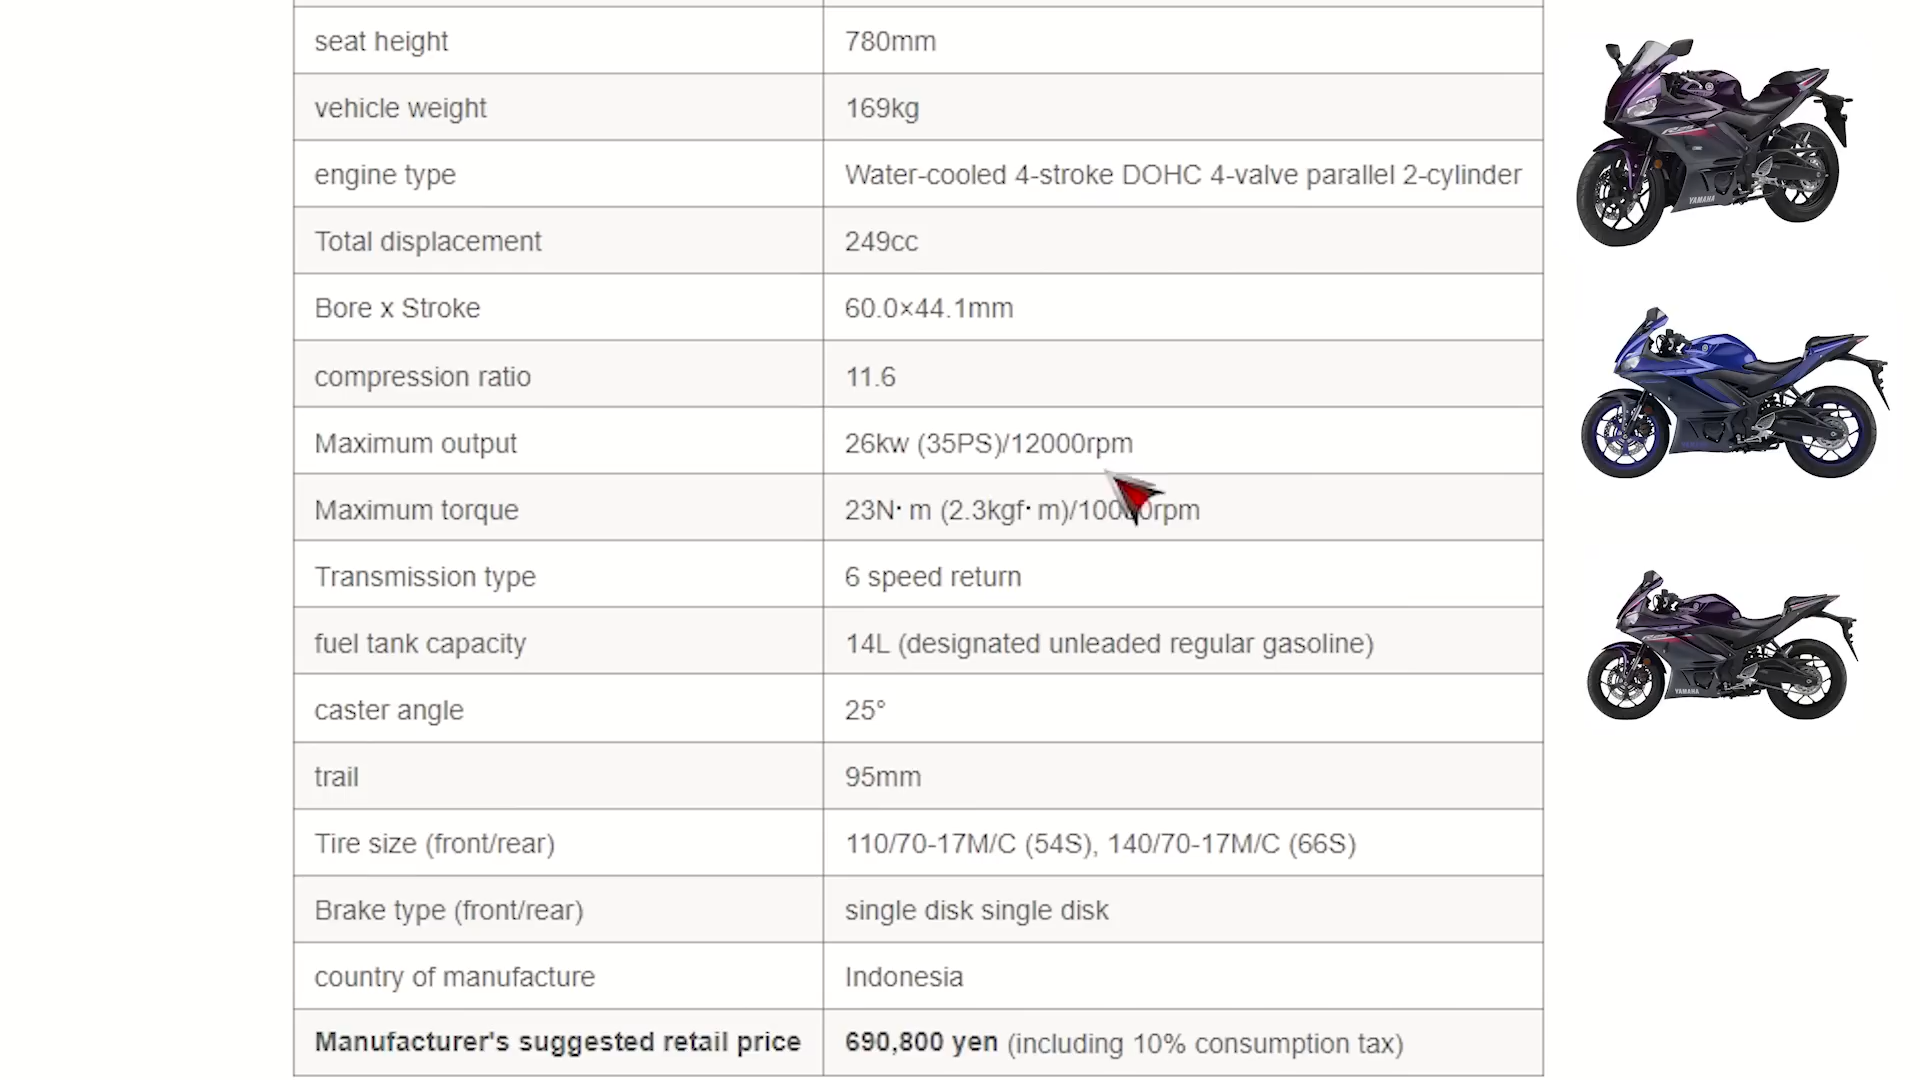 seat height 780mm
vehicle weight 169kg
engine type Water-cooled 4-stroke DOHC 4-valve parallel 2-cylinder
Total displacement 249cc
Bore x Stroke 60.0×44.1mm
compression ratio 11.6
Maximum output 26kw (35PS)/12000rpm
Maximum torque 23N· m (2.3kgf· m)/10000rpm
Transmission type 6 speed return
fuel tank capacity 14L (designated unleaded regular gasoline)
caster angle 25°
trail 95mm
Tire size (front/rear) 110/70-17M/C (54S), 140/70-17M/C (66S)
Brake type (front/rear) single disk single disk
country of manufacture Indonesia
Manufacturer's suggested retail price 690,800 yen (including 10% consumption tax)
YAMAHA
YAMAHA